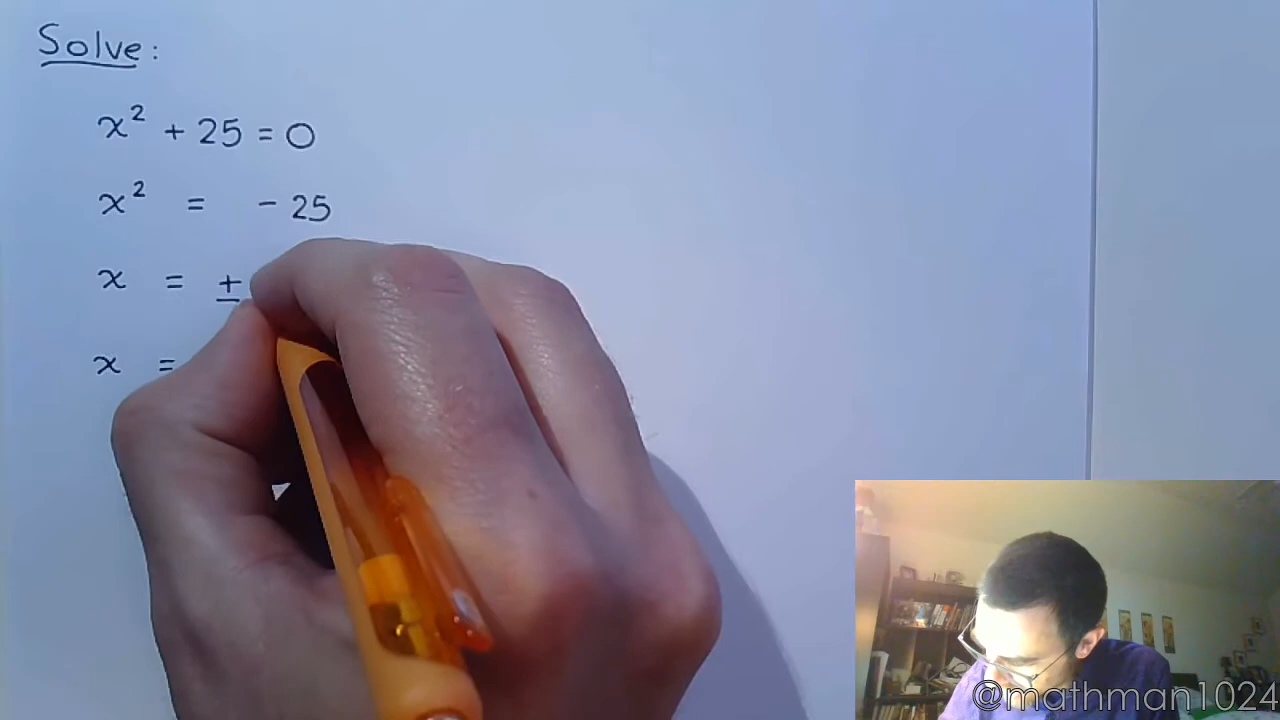 Solve:
x² + 25 = 0
x² = - 25
x = ±
x =
@mathman1024